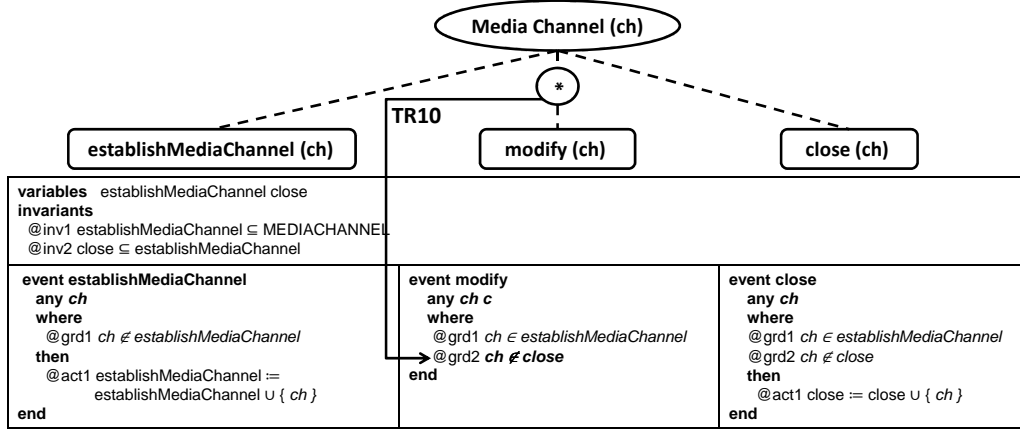 Media Channel (ch)
*
TR10
establishMediaChannel (ch)
modify (ch)
close (ch)
variables establishMediaChannel close
invariants
@inv1 establishMediaChannel ⊆ MEDIACHANNEL
@inv2 close ⊆ establishMediaChannel
event establishMediaChannel
any ch
where
@grd1 ch ∉ establishMediaChannel
then
@act1 establishMediaChannel ≔
establishMediaChannel ∪ { ch }
end
event modify
any ch c
where
@grd1 ch ∈ establishMediaChannel
@grd2 ch ∉ close
end
event close
any ch
where
@grd1 ch ∈ establishMediaChannel
@grd2 ch ∉ close
then
@act1 close ≔ close ∪ { ch }
end